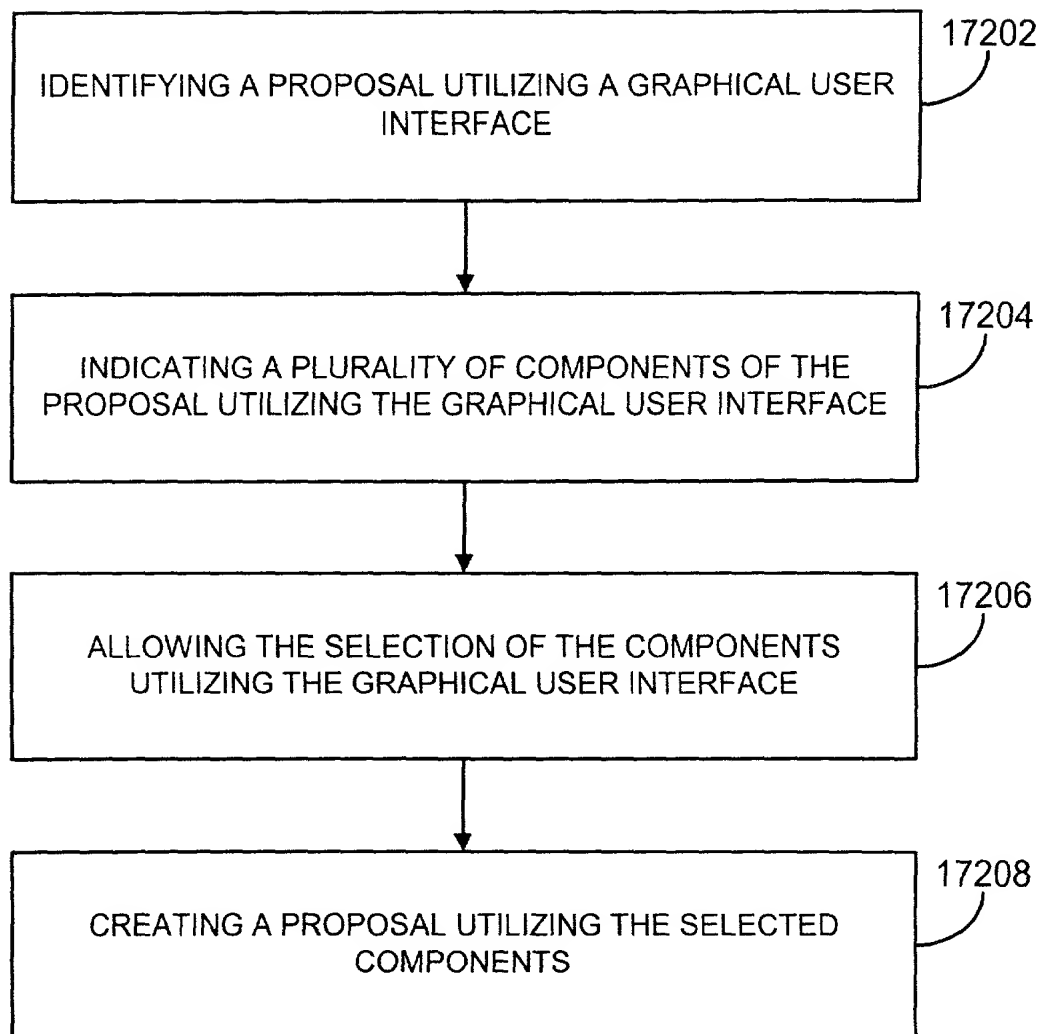 17202
IDENTIFYING A PROPOSAL UTILIZING A GRAPHICAL USER
INTERFACE
17204
INDICATING A PLURALITY OF COMPONENTS OF THE
PROPOSAL UTILIZING THE GRAPHICAL USER INTERFACE
17206
ALLOWING THE SELECTION OF THE COMPONENTS
UTILIZING THE GRAPHICAL USER INTERFACE
17208
CREATING A PROPOSAL UTILIZING THE SELECTED
COMPONENTS